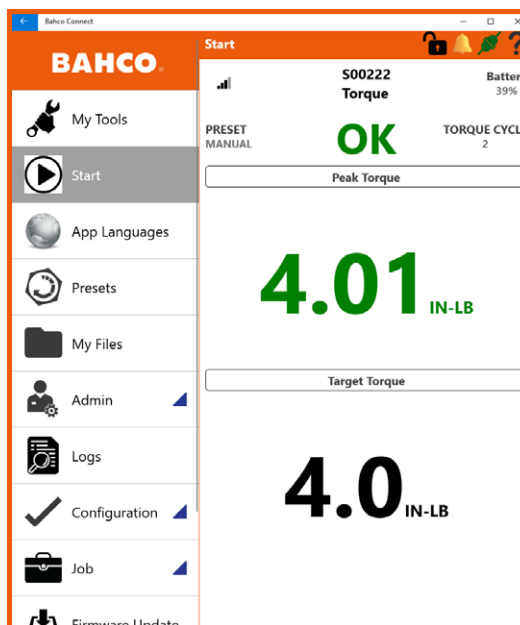 Bahco Connect
BAHCO
My Tools
Start
App Languages
Presets
My Files
Admin
Logs
Configuration
Job
Firmware Update
Start
S00222
Torque
Batter
39%
PRESET
MANUAL
OK
TORQUE CYCL
2
Peak Torque
4.01 IN-LB
Target Torque
4.0 IN-LB